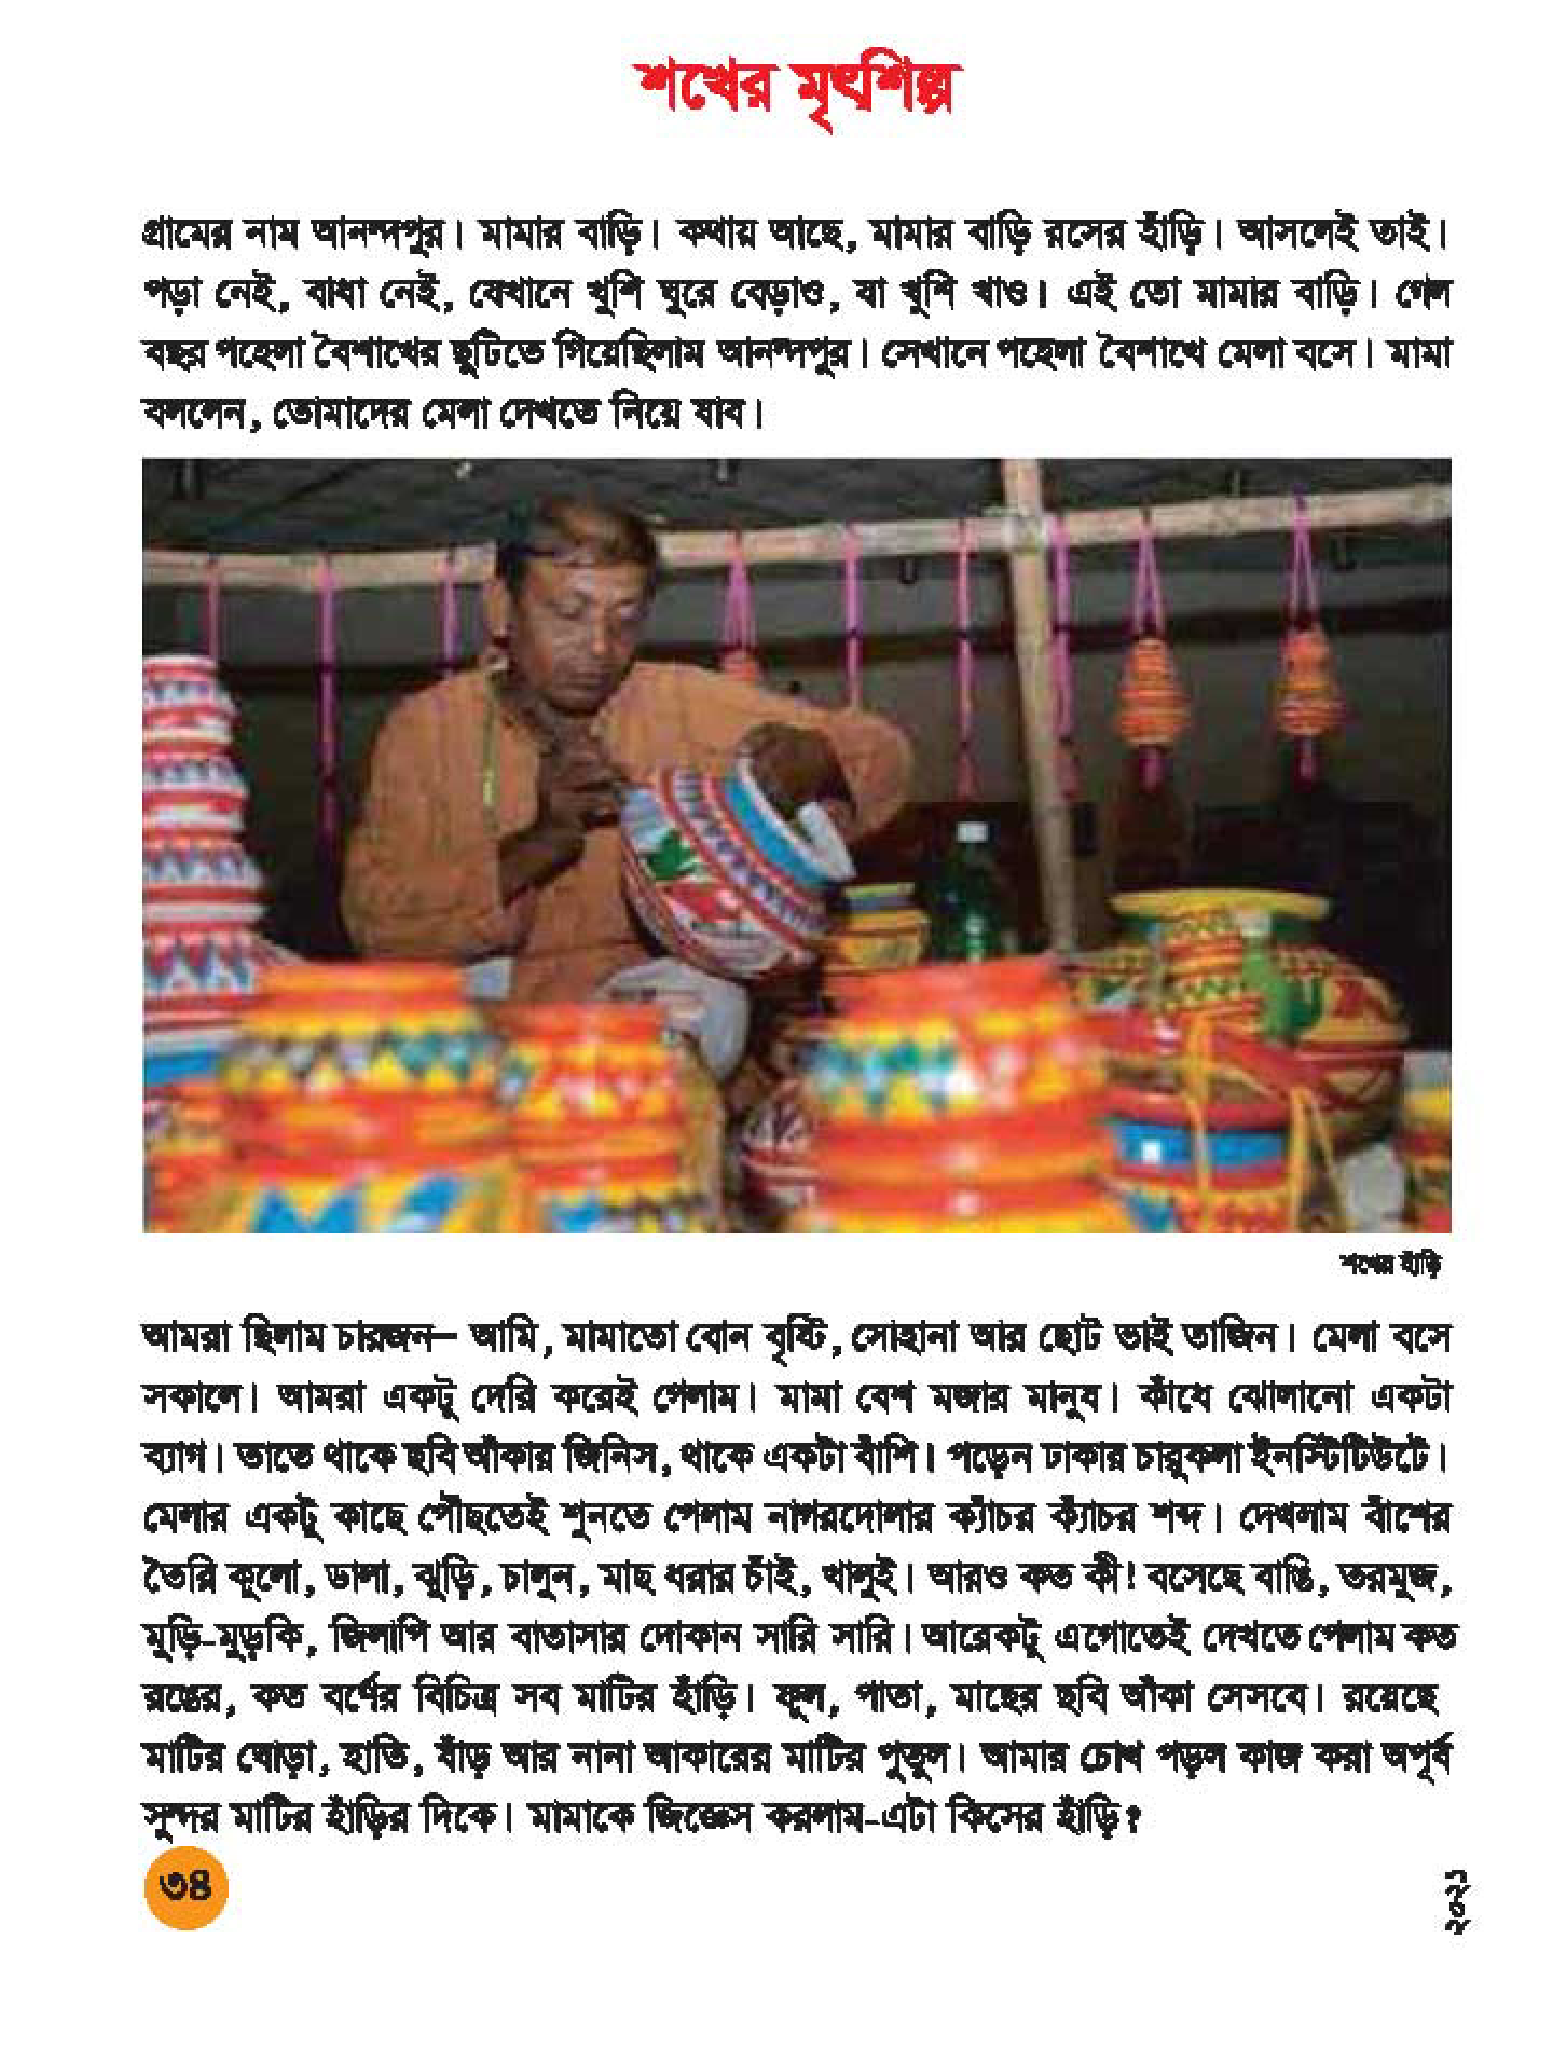 শখের মৃৎশিল্প
গ্রামের নাম আনন্দপুর। মামার বাড়ি। কথায় আছে, মামার বাড়ি রসের হাঁড়ি। আসলেই তাই।
পড়া নেই, বাধা নেই, যেখানে খুশি ঘুরে বেড়াও, যা খুশি খাও। এই তো মামার বাড়ি। গেল
বছর পহেলা বৈশাখের ছুটিতে গিয়েছিলাম আনন্দপুর। সেখানে পহেলা বৈশাখে মেলা বসে। মামা
বললেন, তোমাদের মেলা দেখতে নিয়ে যাব।
শখের হাঁড়ি
আমরা ছিলাম চারজন— আমি, মামাতো বোন বৃষ্টি, সোহানা আর ছোট ভাই তাজিন। মেলা বসে
সকালে। আমরা একটু দেরি করেই গেলাম। মামা বেশ মজার মানুষ। কাঁধে ঝোলানো একটা
ব্যাগ। তাতে থাকে ছবি আঁকার জিনিস, থাকে একটা বাঁশি। পড়েন ঢাকার চারুকলা ইনস্টিটিউটে।
মেলার একটু কাছে পৌঁছতেই শুনতে পেলাম নাগরদোলার ক্যাঁচর ক্যাঁচর শব্দ। দেখলাম বাঁশের
তৈরি কুলো, ডালা, ঝুড়ি, চালুন, মাছ ধরার চাঁই, খালুই। আরও কত কী! বসেছে বাঙি, তরমুজ,
মুড়ি-মুড়কি, জিলাপি আর বাতাসার দোকান সারি সারি। আরেকটু এগোতেই দেখতে পেলাম কত
রঙের, কত বর্ণের বিচিত্র সব মাটির হাঁড়ি। ফুল, পাতা, মাছের ছবি আঁকা সেসবে। রয়েছে
মাটির ঘোড়া, হাতি, ষাঁড় আর নানা আকারের মাটির পুতুল। আমার চোখ পড়ল কাজ করা অপূর্ব
সুন্দর মাটির হাঁড়ির দিকে। মামাকে জিজ্ঞেস করলাম-এটা কিসের হাঁড়ি?
৩৪
২০২১